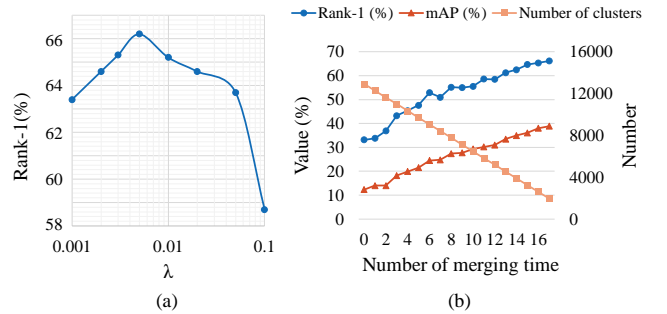 Rank-1 (%) mAP (%) Number of clusters
66
64
62
60
58
Rank-1(%)
0.001 0.01 0.1
λ
(a)
70
60
50
40
30
20
10
0
Value (%)
16000
12000
8000
4000
0
Number
0 2 4 6 8 10 12 14 16
Number of merging time
(b)